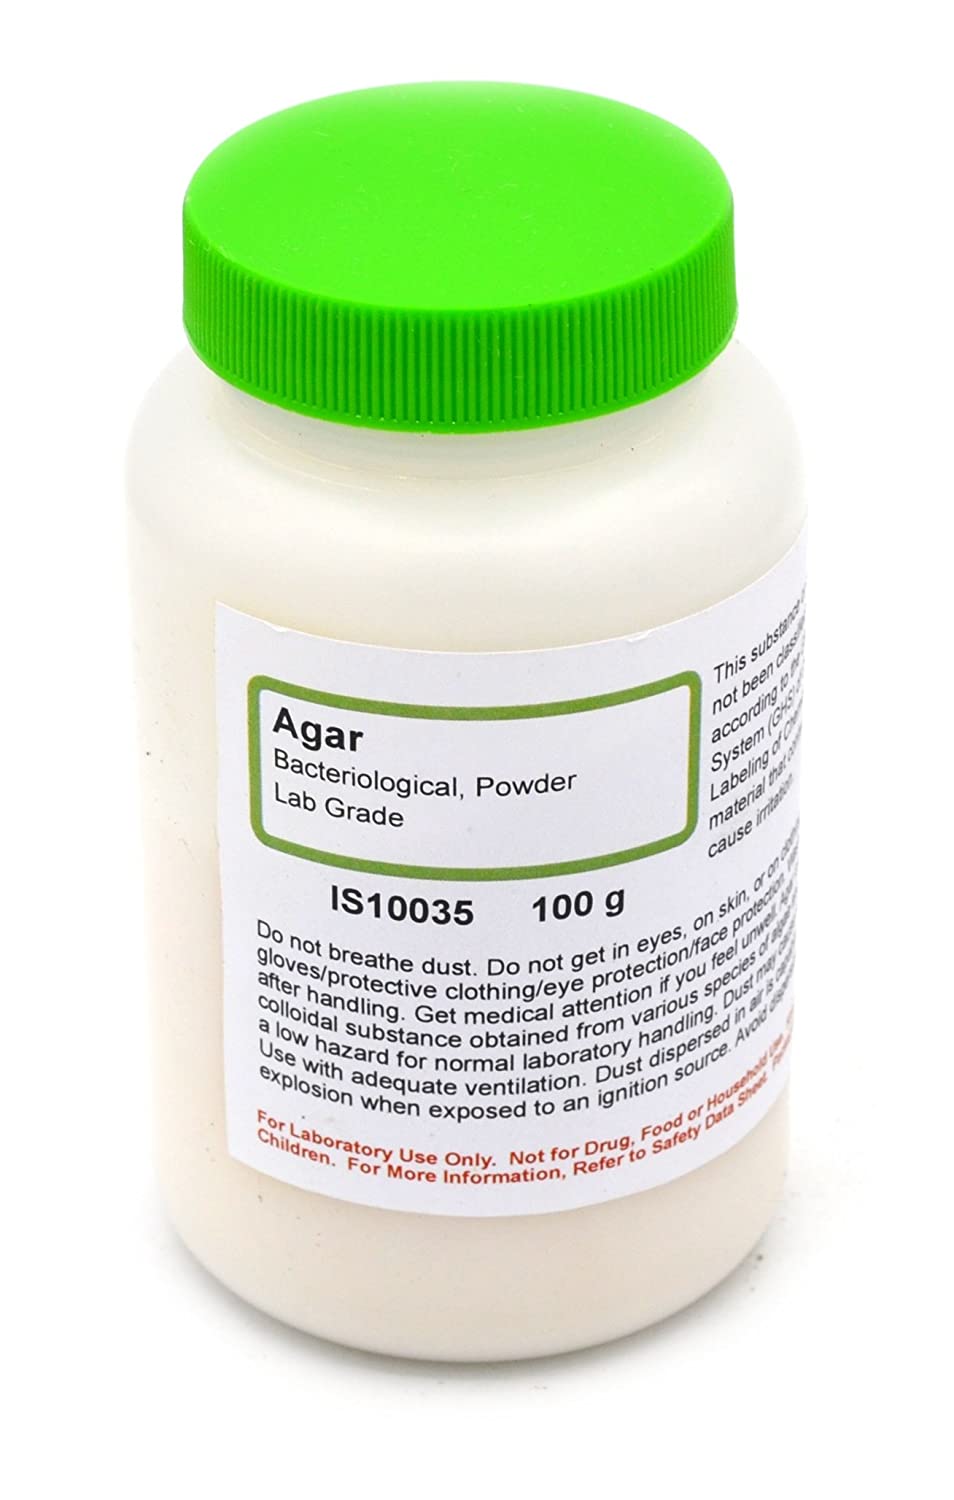 Agar
Bacteriological, Powder
Lab Grade
IS10035 100 g
Do not breathe dust. Do not get in eyes, on skin, or on
gloves/protective clothing/eye protection/face protection.
after handling. Get medical attention if you feel unwell. Agar
colloidal substance obtained from various species of algae
a low hazard for normal laboratory handling. Dust may
Use with adequate ventilation. Dust dispersed in air is
explosion when exposed to an ignition source. Avoid
For Laboratory Use Only. Not for Drug, Food or Household Use.
Children. For More Information, Refer to Safety Data Sheet.
This substance
not been
according to the
System (GHS)
Labeling of
material that
cause irritation.